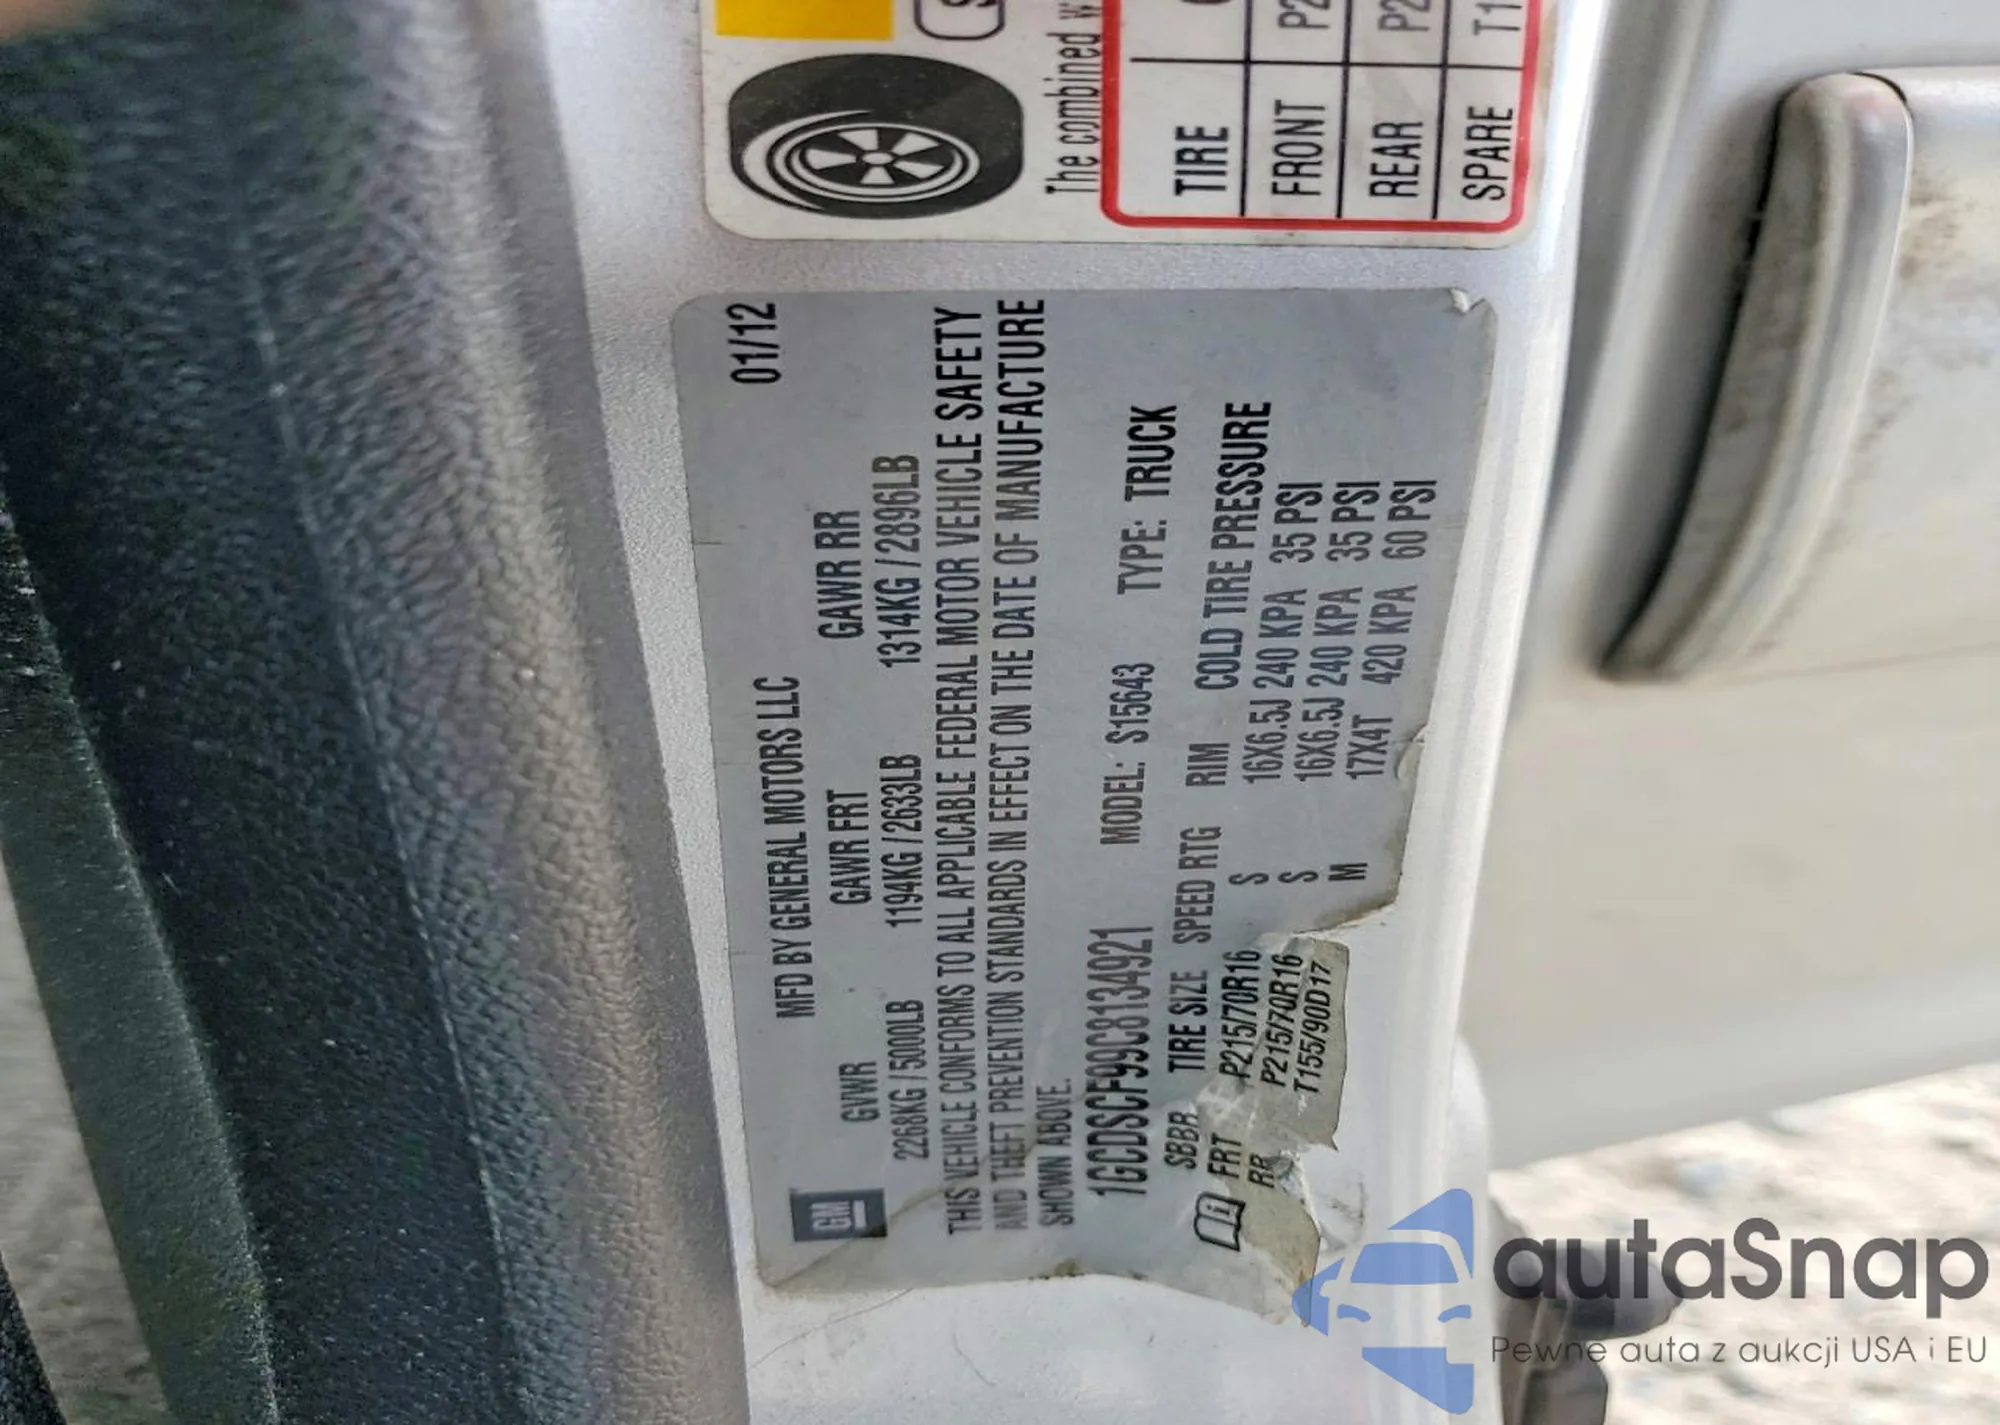 The combined
TIRE
FRONT P2
REAR P2
SPARE T1
01/12
MFD BY GENERAL MOTORS LLC
GM
GVWR GAWR FRT GAWR RR
2268KG / 5000LB 1194KG / 2633LB 1314KG / 2896LB
THIS VEHICLE CONFORMS TO ALL APPLICABLE FEDERAL MOTOR VEHICLE SAFETY
AND THEFT PREVENTION STANDARDS IN EFFECT ON THE DATE OF MANUFACTURE
SHOWN ABOVE.
1GCDSCF99C8134921 MODEL: S15643 TYPE: TRUCK
SBBR TIRE SIZE SPEED RTG RIM COLD TIRE PRESSURE
FRT P215/70R16 S 16X6.5J 240 KPA 35 PSI
RR P215/70R16 S 16X6.5J 240 KPA 35 PSI
T155/90D17 M 17X4T 420 KPA 60 PSI
autaSnap
Pewne auta z aukcji USA i EU